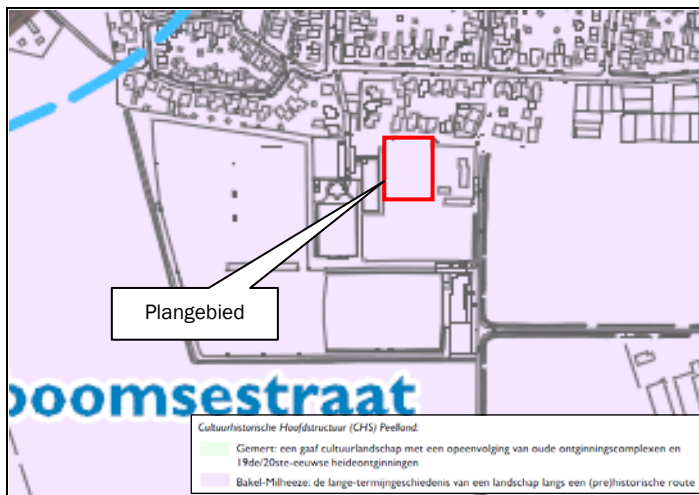 Plangebied
boomsestraat
Cultuurhistorische Hoofdstructuur (CHS) Peelland:
Gemert: een gaaf cultuurlandschap met een opeenvolging van oude ontginningscomplexen en
19de/20ste-eeuwse heideontginningen
Bakel-Milheeze: de lange-termijngeschiedenis van een landschap langs een (pre)historische route